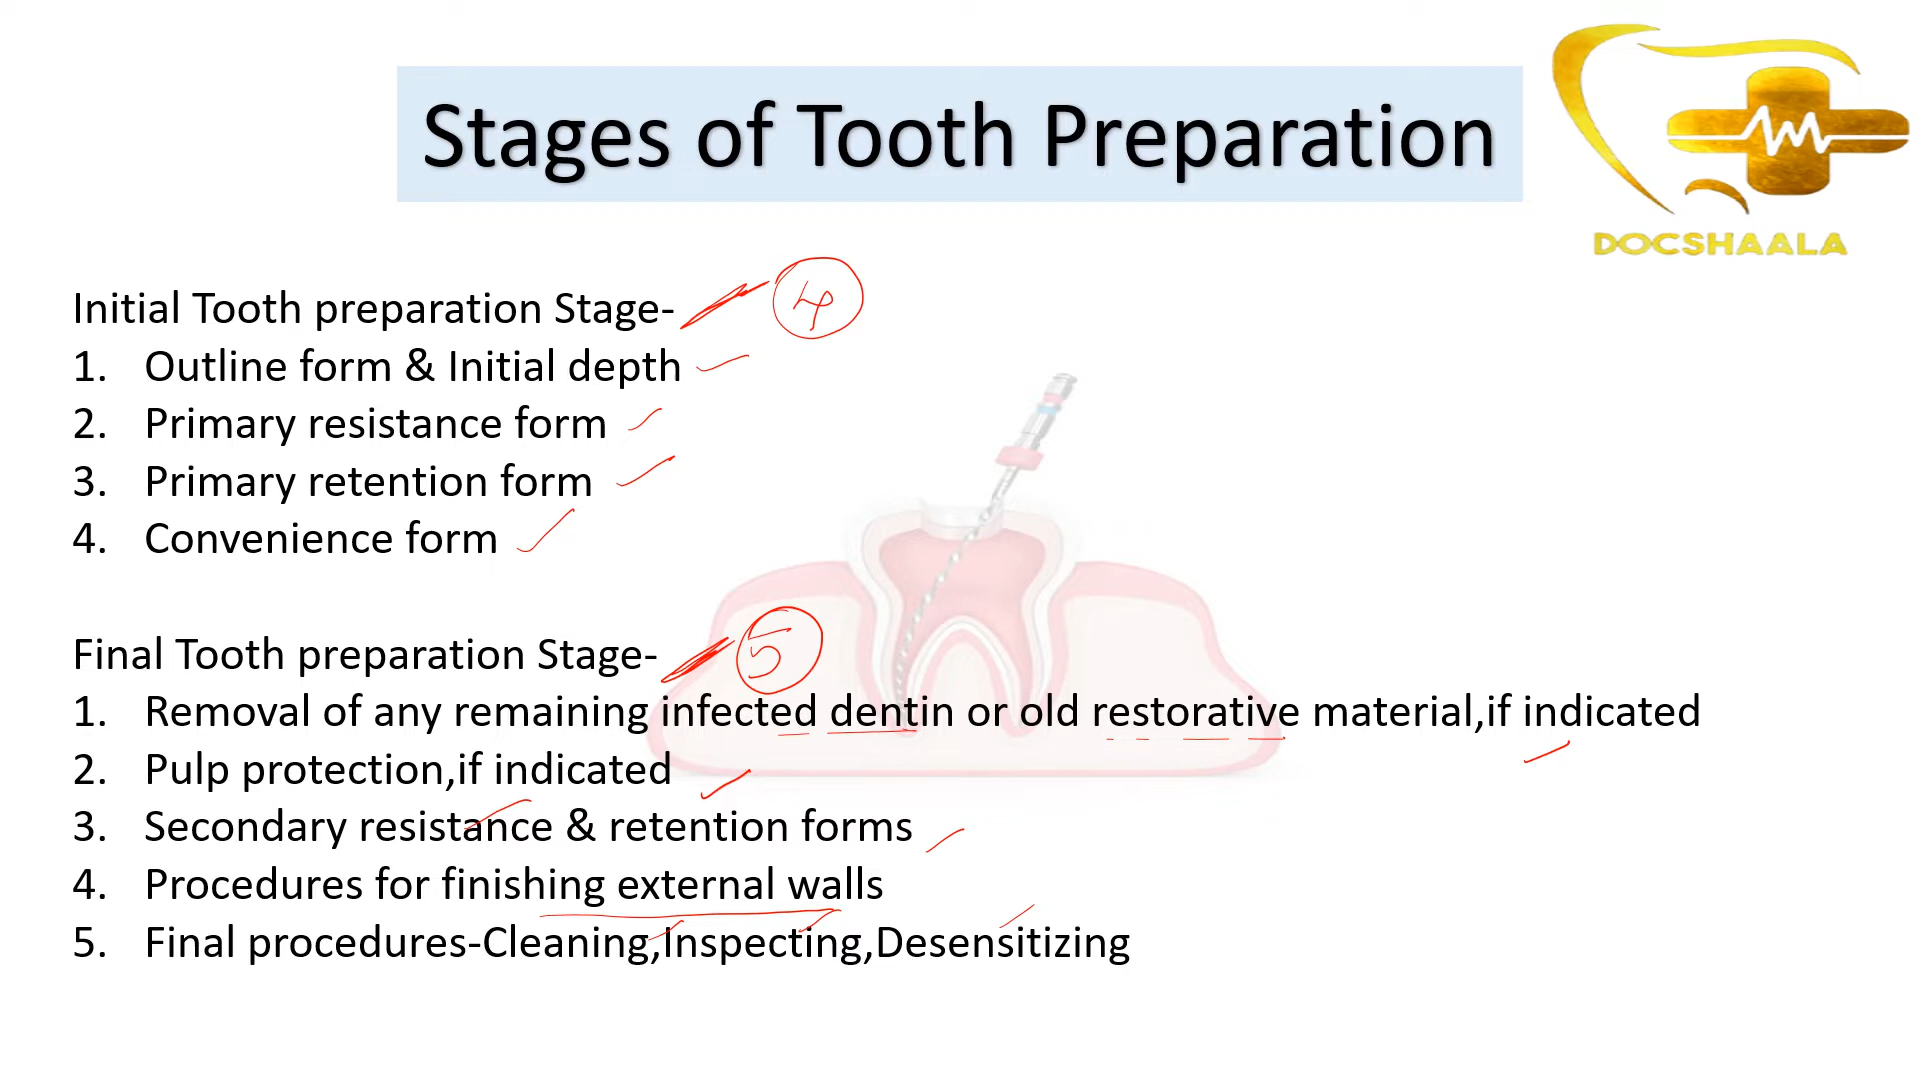 Stages of Tooth Preparation
DOCSHAALA
Initial Tooth preparation Stage- 4
1. Outline form & Initial depth
2. Primary resistance form
3. Primary retention form
4. Convenience form
Final Tooth preparation Stage- 5
1. Removal of any remaining infected dentin or old restorative material,if indicated
2. Pulp protection,if indicated
3. Secondary resistance & retention forms
4. Procedures for finishing external walls
5. Final procedures-Cleaning,Inspecting,Desensitizing